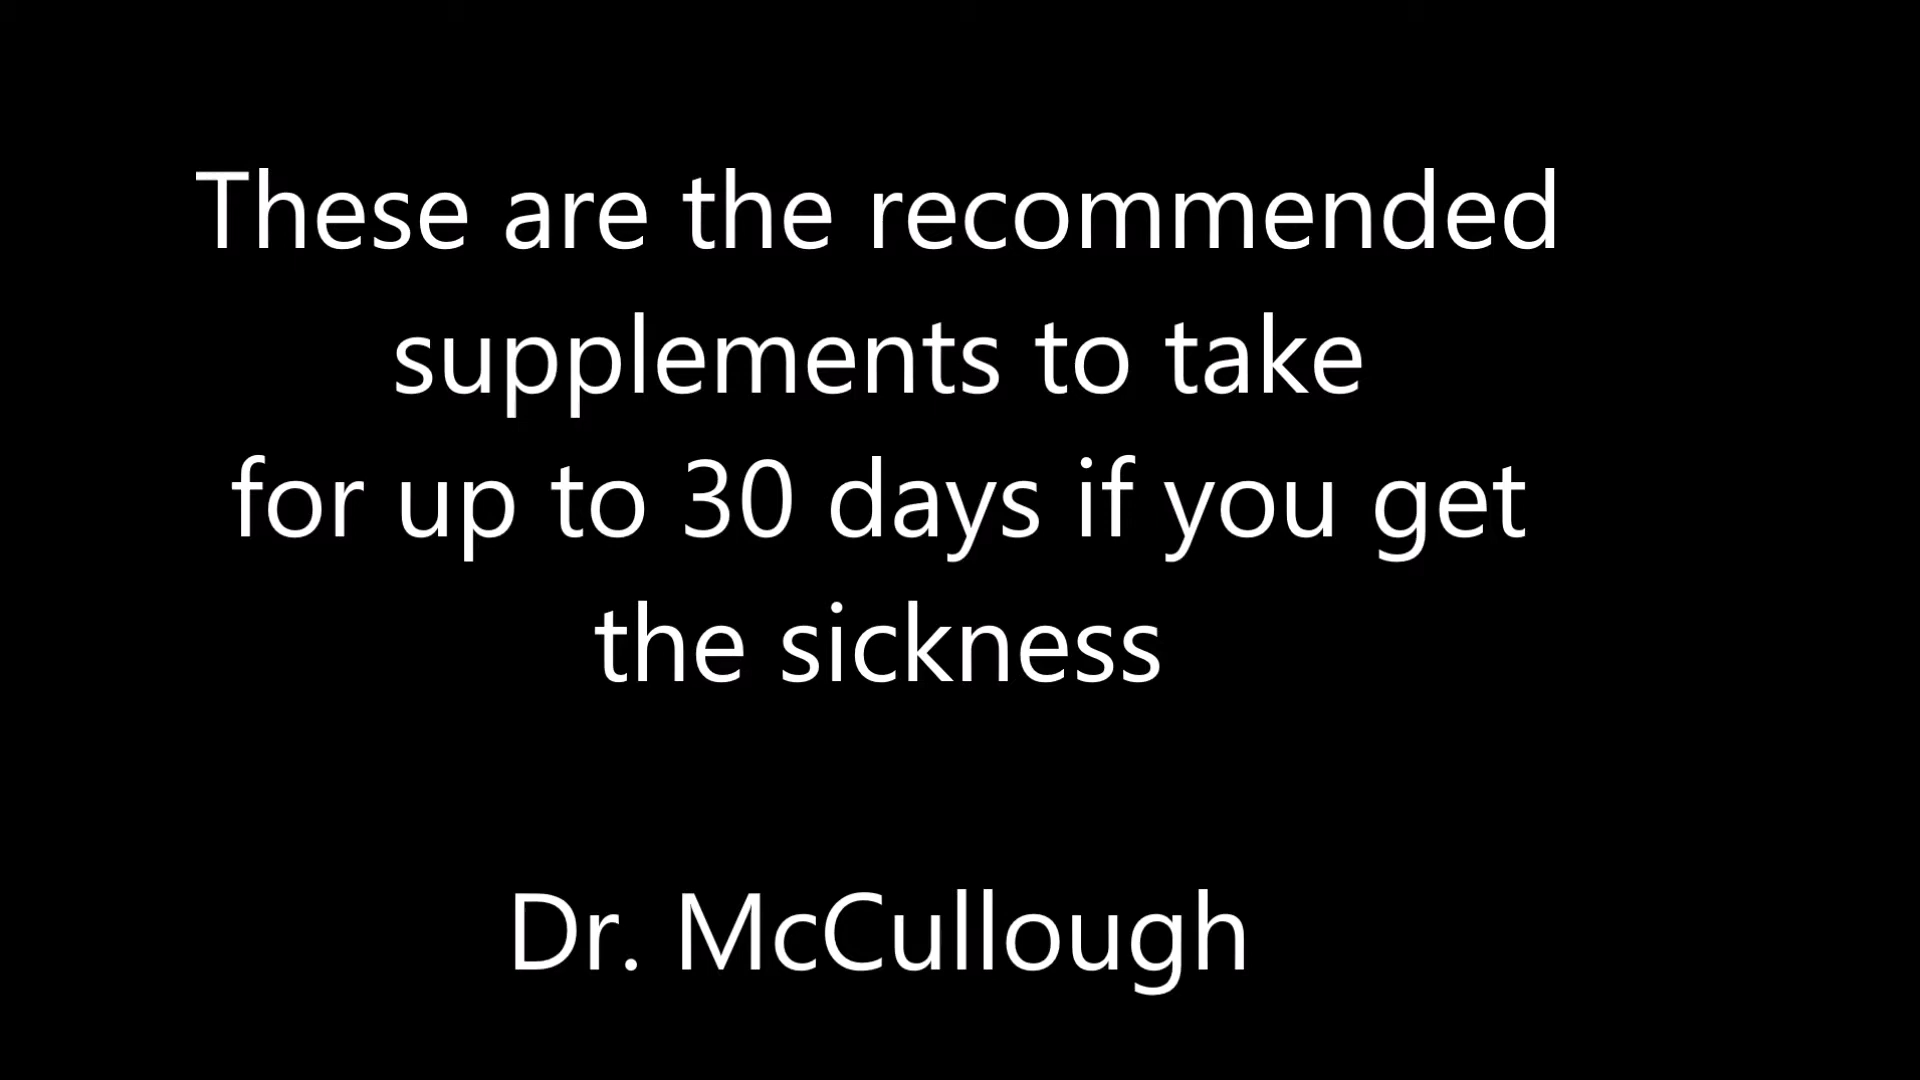 These are the recommended
supplements to take
for up to 30 days if you get
the sickness
Dr. McCullough